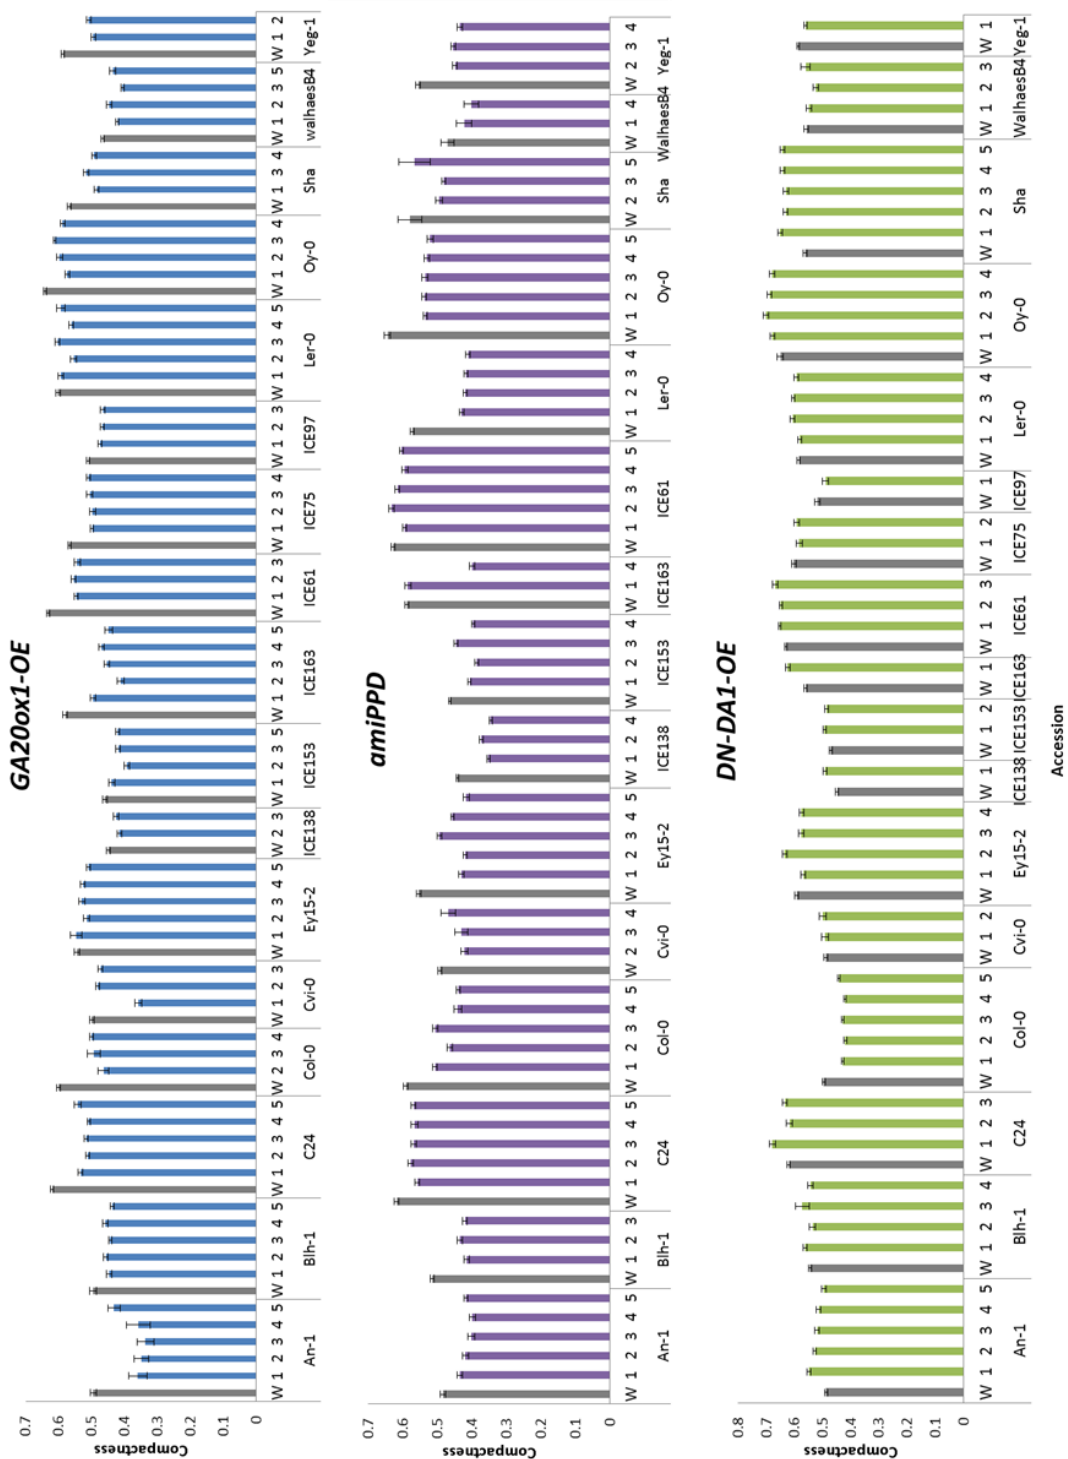 GA20ox1-OE
Compactness
0.7
0.6
0.5
0.4
0.3
0.2
0.1
0
W 1 2 3 4 5 W 1 2 3 4 5 W 1 2 3 4 5 W 2 3 4 W 1 2 3 W 1 2 3 4 5 W 2 3 W 1 2 3 5 W 1 2 3 4 5 W 1 2 3 W 1 2 3 4 W 1 2 3 W 1 2 3 4 5 W 1 2 3 4 W 1 3 4 W 1 2 3 5 W 1 2
An-1 Blh-1 C24 Col-0 Cvi-0 Ey15-2 ICE138 ICE153 ICE163 ICE61 ICE75 ICE97 Ler-0 Oy-0 Sha walhaesB4 Yeg-1
amiPPD
Compactness
0.7
0.6
0.5
0.4
0.3
0.2
0.1
0
W 1 2 3 4 5 W 1 2 3 W 1 2 3 4 5 W 1 2 3 4 5 W 2 3 4 W 1 2 3 4 5 W 1 2 4 W 1 2 3 4 W 1 4 W 1 2 3 4 5 W 1 2 3 4 W 1 2 3 4 5 W 2 3 5 W 1 4 W 2 3 4
An-1 Blh-1 C24 Col-0 Cvi-0 Ey15-2 ICE138 ICE153 ICE163 ICE61 Ler-0 Oy-0 Sha WalhaesB4 Yeg-1
DN-DA1-OE
Compactness
0.8
0.7
0.6
0.5
0.4
0.3
0.2
0.1
0
W 1 2 3 4 5 W 1 2 3 4 W 1 2 3 W 1 2 3 4 5 W 1 2 W 1 2 3 4 W 1 W 1 2 W 1 W 1 2 3 W 1 2 W 1 W 1 2 3 4 W 1 2 3 4 W 1 2 3 4 5 W 1 2 3 W 1
An-1 Blh-1 C24 Col-0 Cvi-0 Ey15-2 ICE138 ICE153 ICE163 ICE61 ICE75 ICE97 Ler-0 Oy-0 Sha WalhaesB4 Yeg-1
Accession